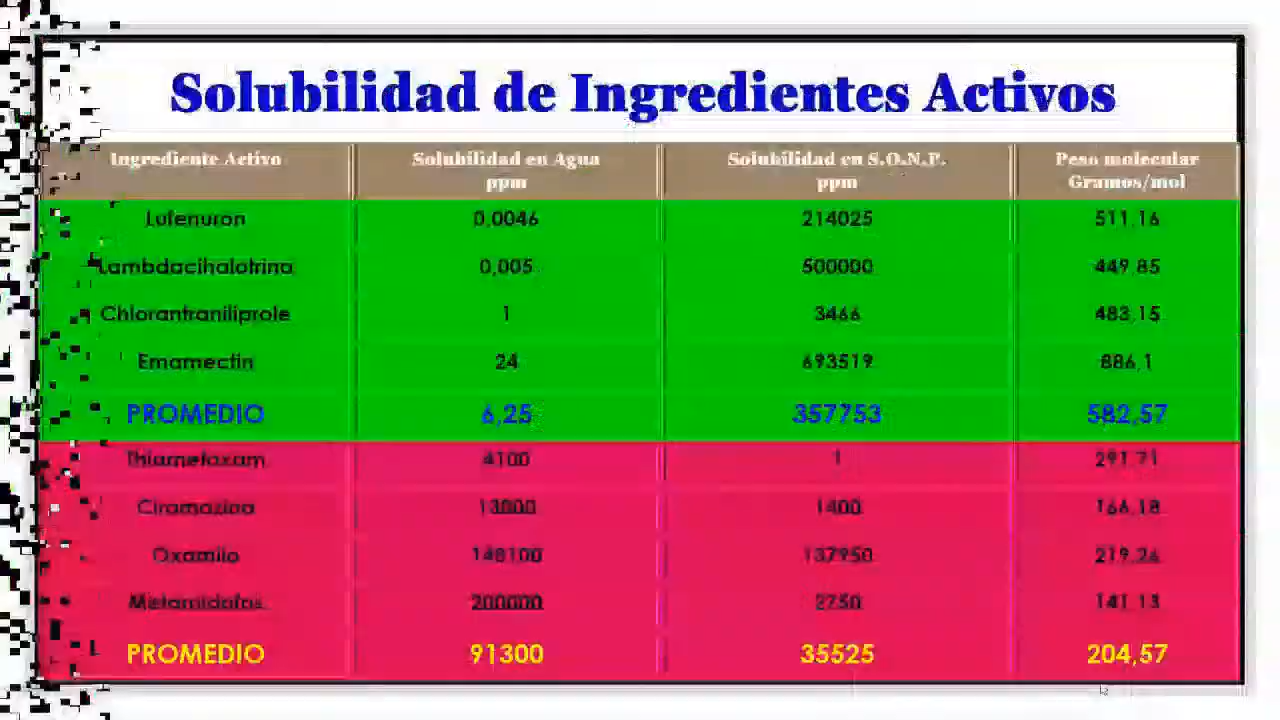 Solubilidad de Ingredientes Activos
Ingrediente Activo Solubilidad en Agua ppm Solubilidad en S.O.N.P. ppm Peso molecular Gramos/mol
Lufenuron 0,0046 214025 511,16
Lambdacihalotrina 0,005 500000 449,85
Chlorantraniliprole 1 3466 483,15
Emamectin 24 693519 886,1
PROMEDIO 6,25 357753 582,57
Thiametoxam 4100 1 291,71
Ciromazina 13000 1400 166,18
Oxamilo 148100 137950 219,26
Metamidofos 200000 2750 141,13
PROMEDIO 91300 35525 204,57